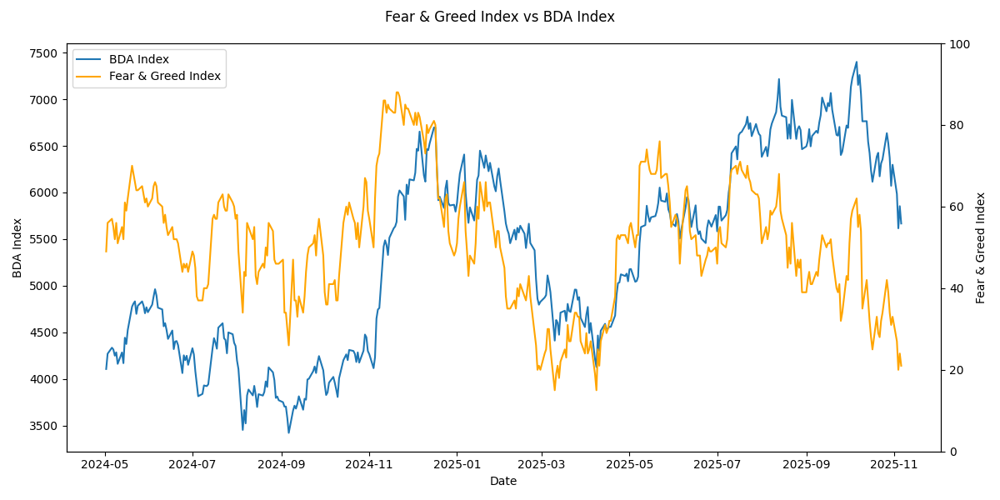 Fear & Greed Index vs BDA Index
BDA Index
Fear & Greed Index
7500
7000
6500
6000
5500
5000
4500
4000
3500
BDA Index
100
80
60
40
20
0
Fear & Greed Index
2024-05 2024-07 2024-09 2024-11 2025-01 2025-03 2025-05 2025-07 2025-09 2025-11
Date